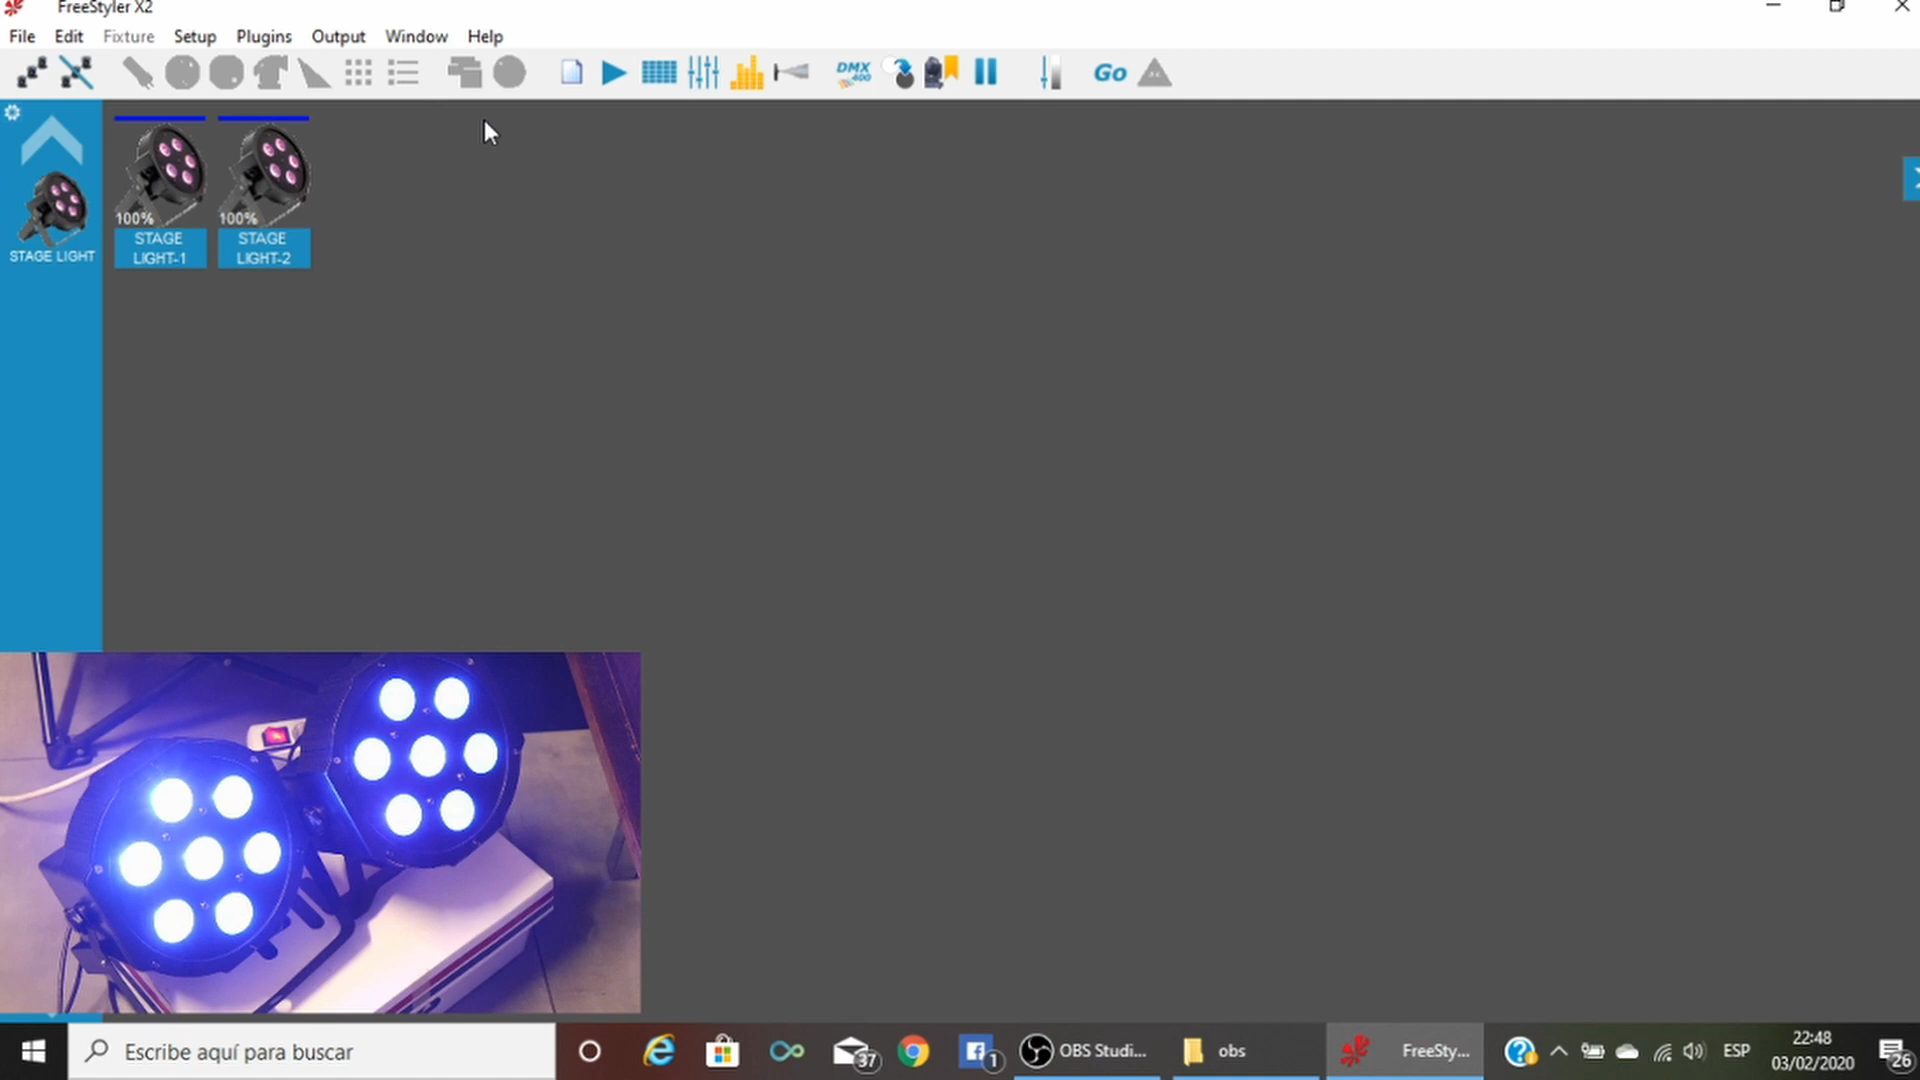 FreeStyler X2
File Edit Fixture Setup Plugins Output Window Help
DMX
400
Go
100%
100%
STAGE
LIGHT-1
STAGE
LIGHT-2
STAGE LIGHT
Escribe aquí para buscar
37
1
OBS Studi...
obs
FreeSty...
ESP
22:48
03/02/2020
26